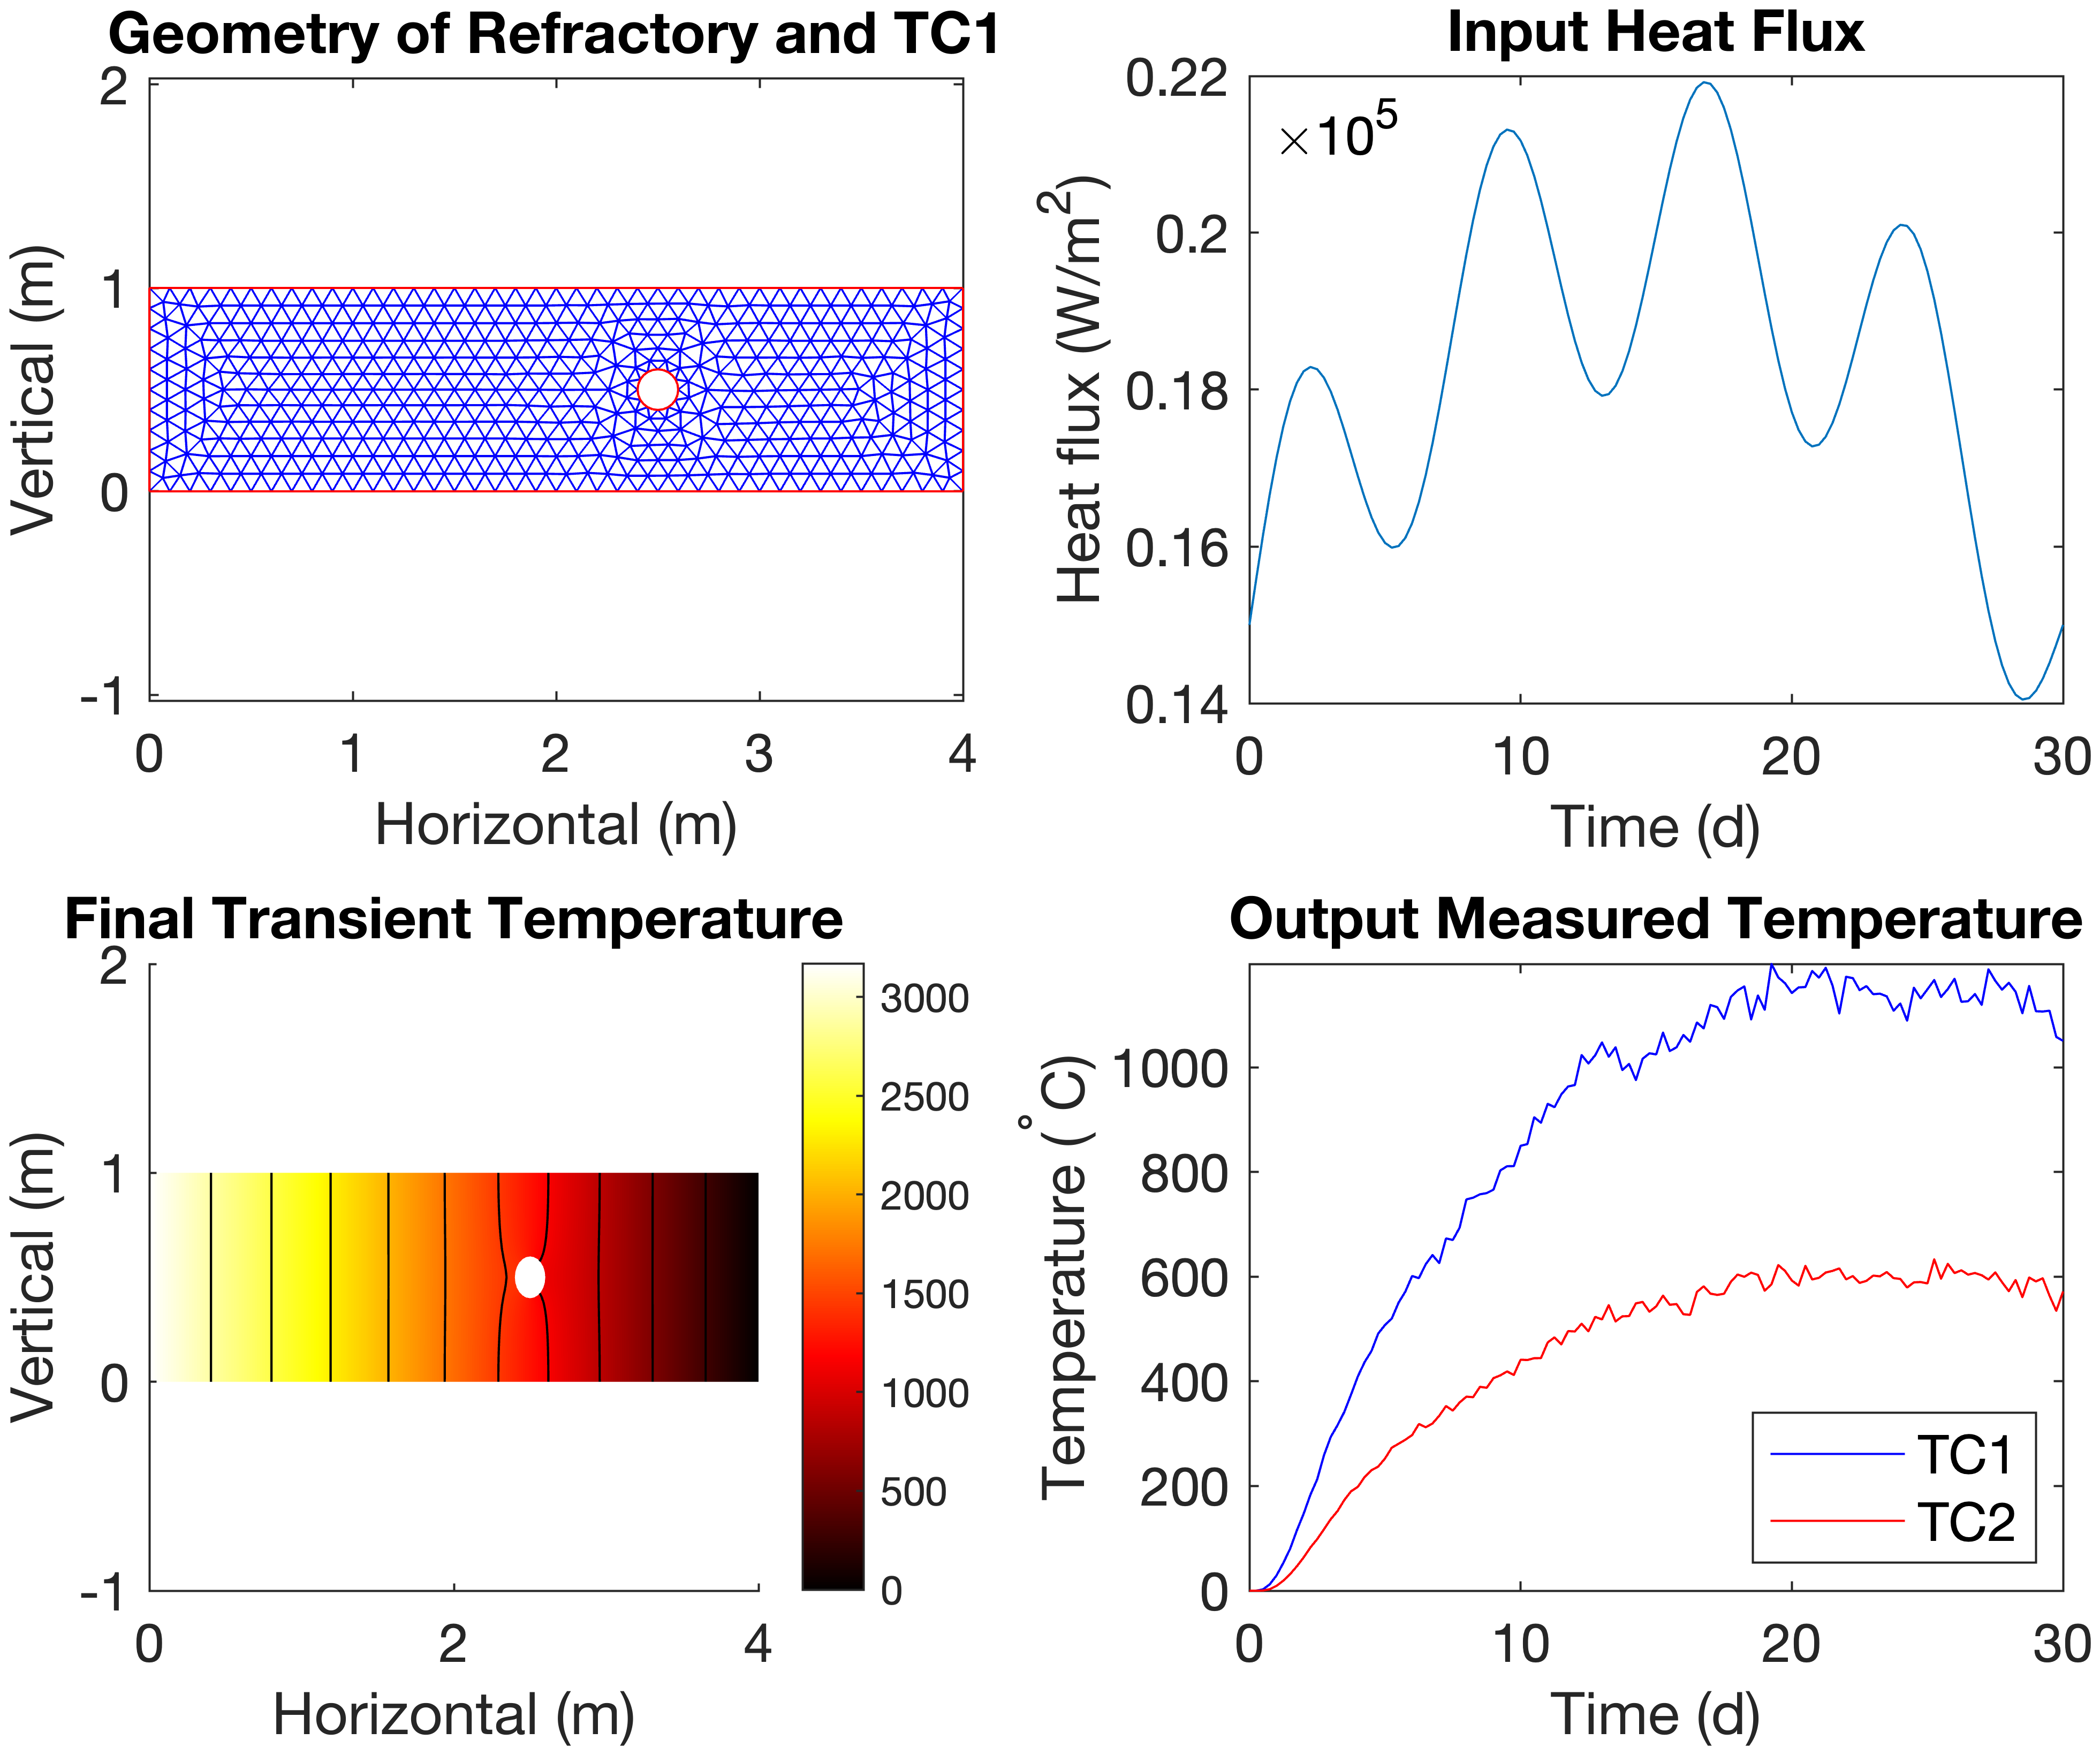 Geometry of Refractory and TC1
2
1
0
-1
Vertical (m)
0 1 2 3 4
Horizontal (m)
Input Heat Flux
×10^5
0.22
0.2
0.18
0.16
0.14
Heat flux (W/m^2)
0 10 20 30
Time (d)
Final Transient Temperature
2
1
0
-1
Vertical (m)
0 2 4
Horizontal (m)
3000
2500
2000
1500
1000
500
0
Output Measured Temperature
1000
800
600
400
200
0
Temperature (°C)
TC1
TC2
0 10 20 30
Time (d)